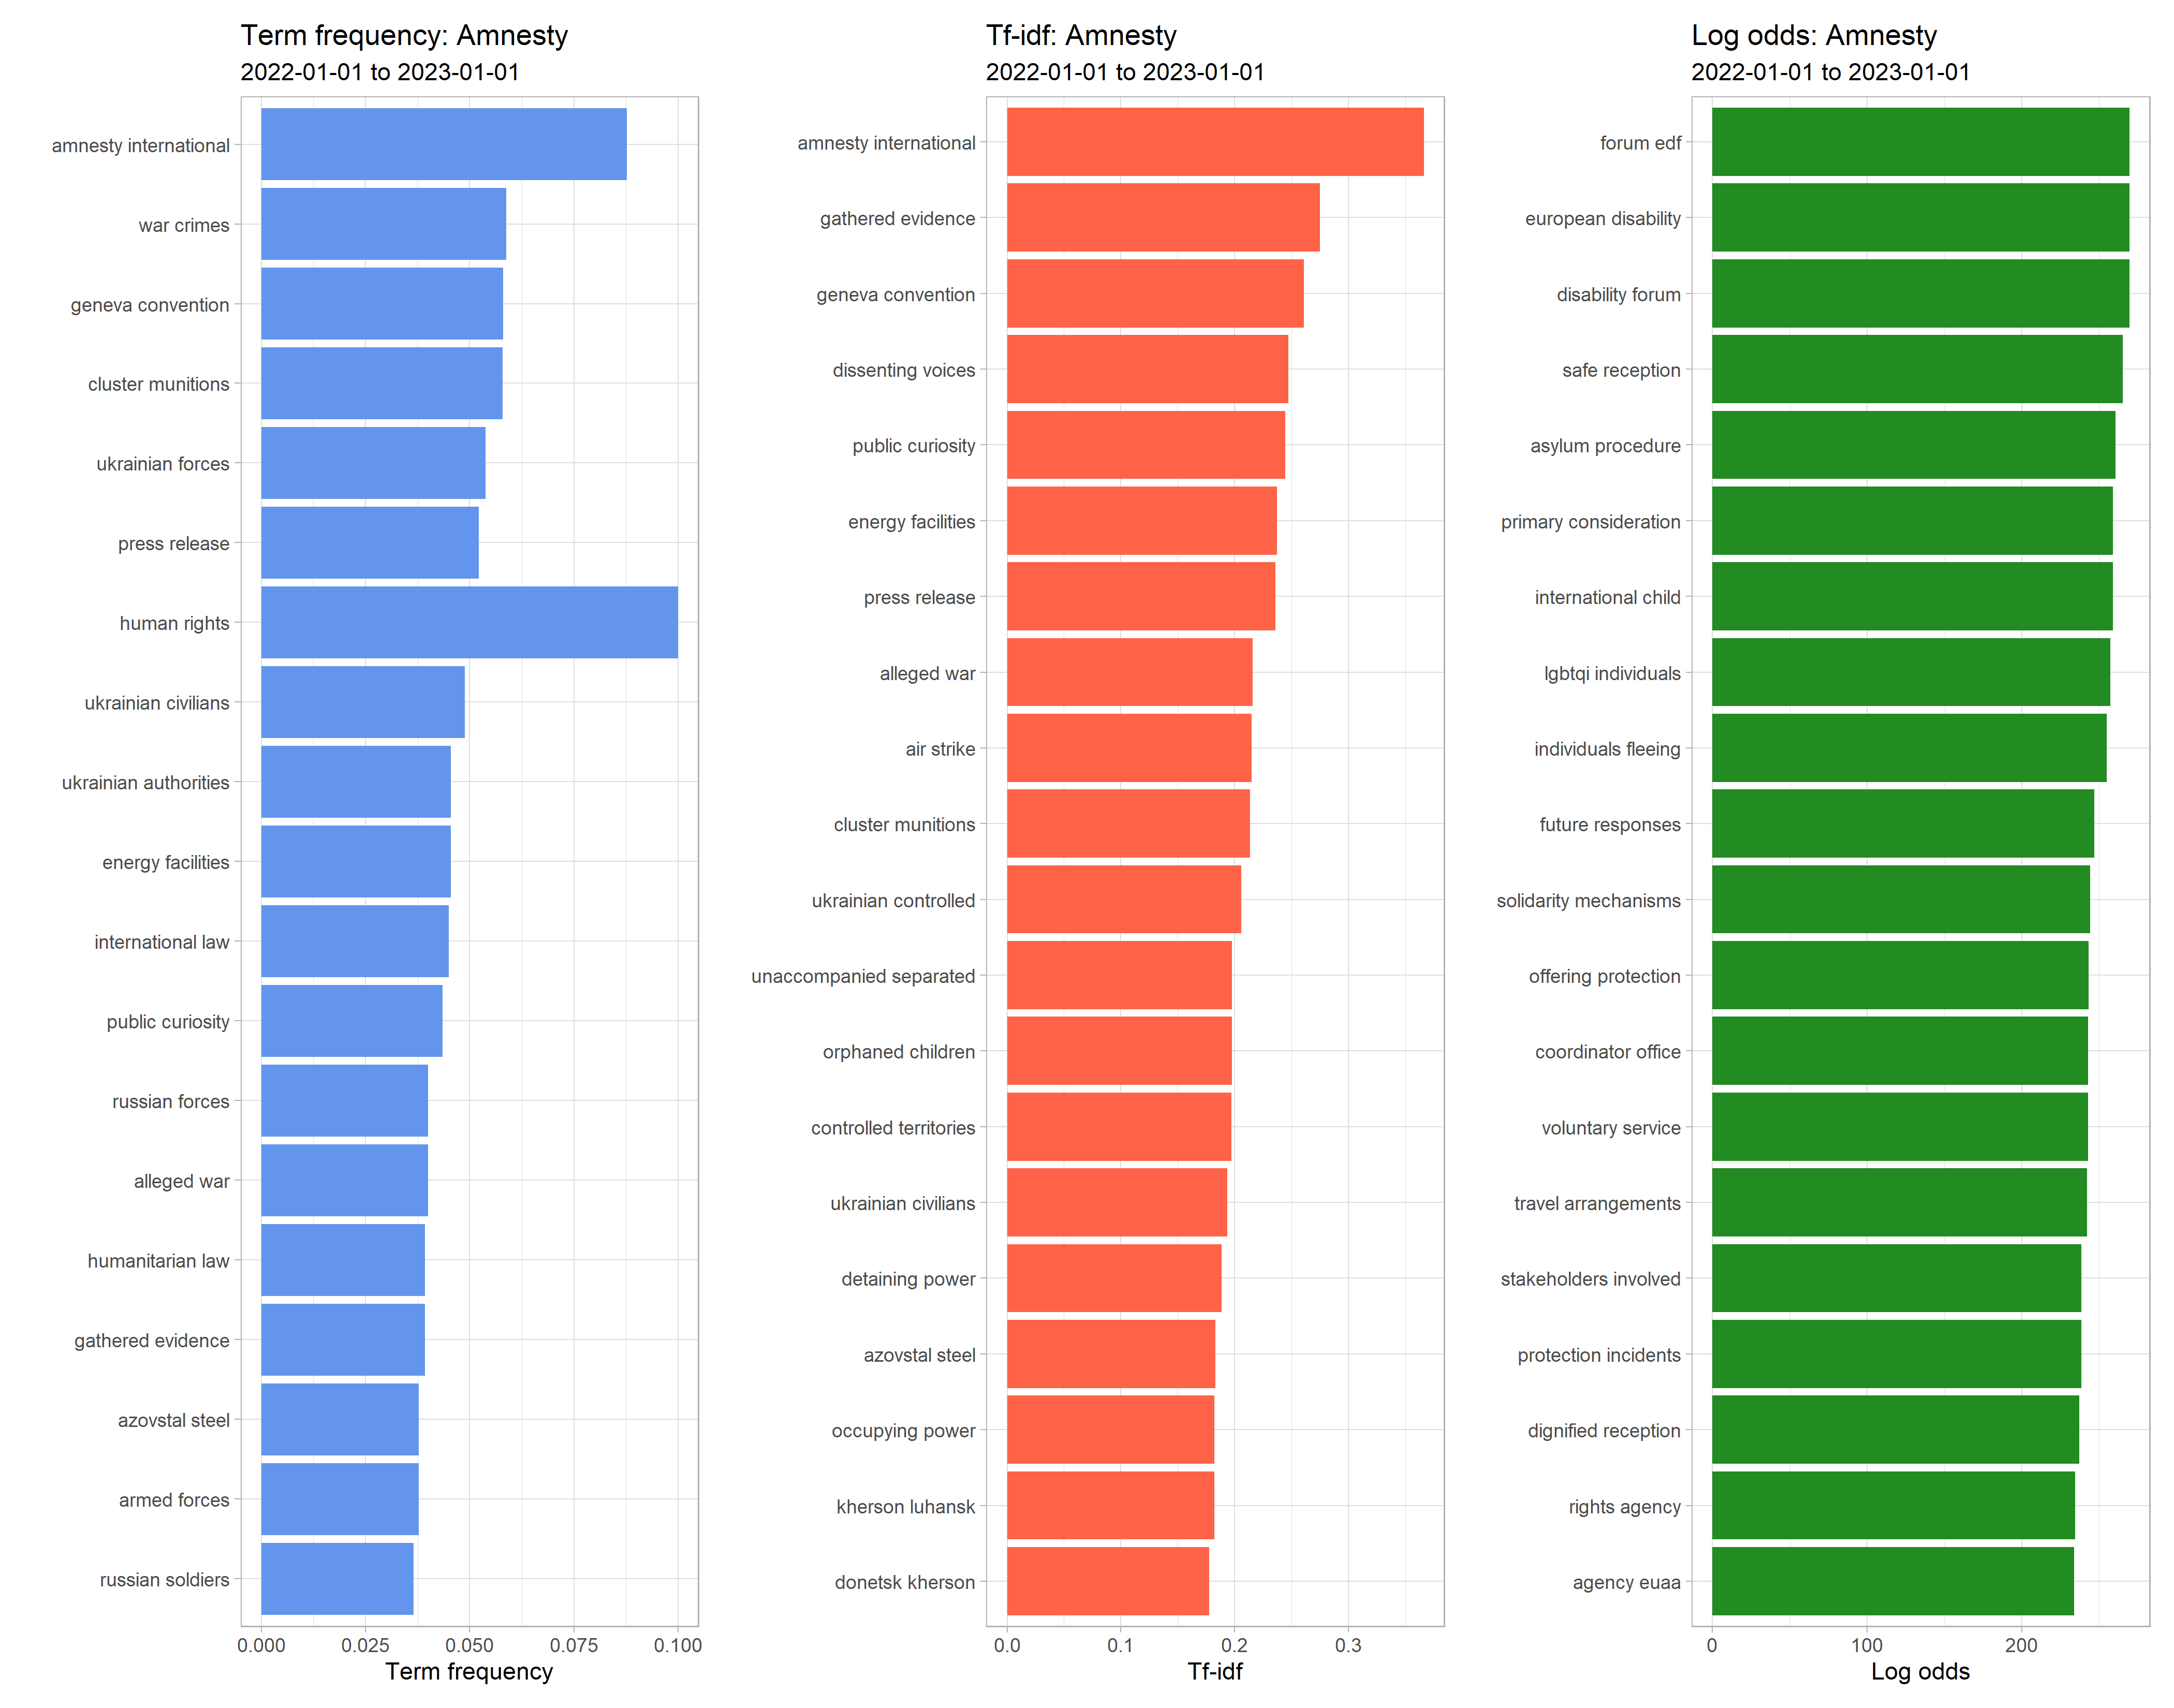 Term frequency: Amnesty
2022-01-01 to 2023-01-01
amnesty international
war crimes
geneva convention
cluster munitions
ukrainian forces
press release
human rights
ukrainian civilians
ukrainian authorities
energy facilities
international law
public curiosity
russian forces
alleged war
humanitarian law
gathered evidence
azovstal steel
armed forces
russian soldiers
0.000 0.025 0.050 0.075 0.100
Term frequency
Tf-idf: Amnesty
2022-01-01 to 2023-01-01
amnesty international
gathered evidence
geneva convention
dissenting voices
public curiosity
energy facilities
press release
alleged war
air strike
cluster munitions
ukrainian controlled
unaccompanied separated
orphaned children
controlled territories
ukrainian civilians
detaining power
azovstal steel
occupying power
kherson luhansk
donetsk kherson
0.0 0.1 0.2 0.3
Tf-idf
Log odds: Amnesty
2022-01-01 to 2023-01-01
forum edf
european disability
disability forum
safe reception
asylum procedure
primary consideration
international child
lgbtqi individuals
individuals fleeing
future responses
solidarity mechanisms
offering protection
coordinator office
voluntary service
travel arrangements
stakeholders involved
protection incidents
dignified reception
rights agency
agency euaa
0 100 200
Log odds